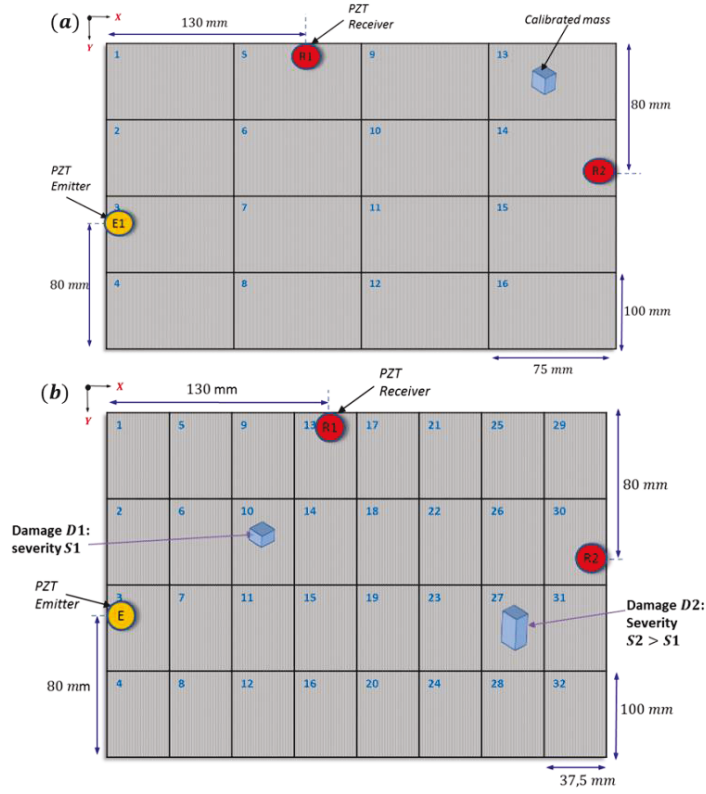 (a)
X
Y
130 mm
PZT
Receiver
Calibrated mass
1
5
R1
9
13
80 mm
2
6
10
14
R2
PZT
Emitter
3
E1
7
11
15
80 mm
4
8
12
16
100 mm
75 mm
(b)
X
Y
130 mm
PZT
Receiver
1
5
9
13
R1
17
21
25
29
80 mm
Damage D1:
severity S1
2
6
10
14
18
22
26
30
R2
PZT
Emitter
3
E
7
11
15
19
23
27
31
Damage D2:
Severity
S2 > S1
80 mm
4
8
12
16
20
24
28
32
100 mm
37,5 mm